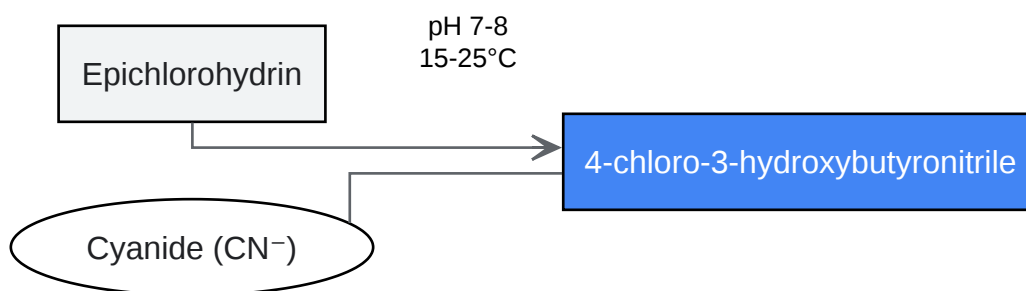 pH 7-8
15-25°C
Epichlorohydrin
4-chloro-3-hydroxybutyronitrile
Cyanide (CN⁻)